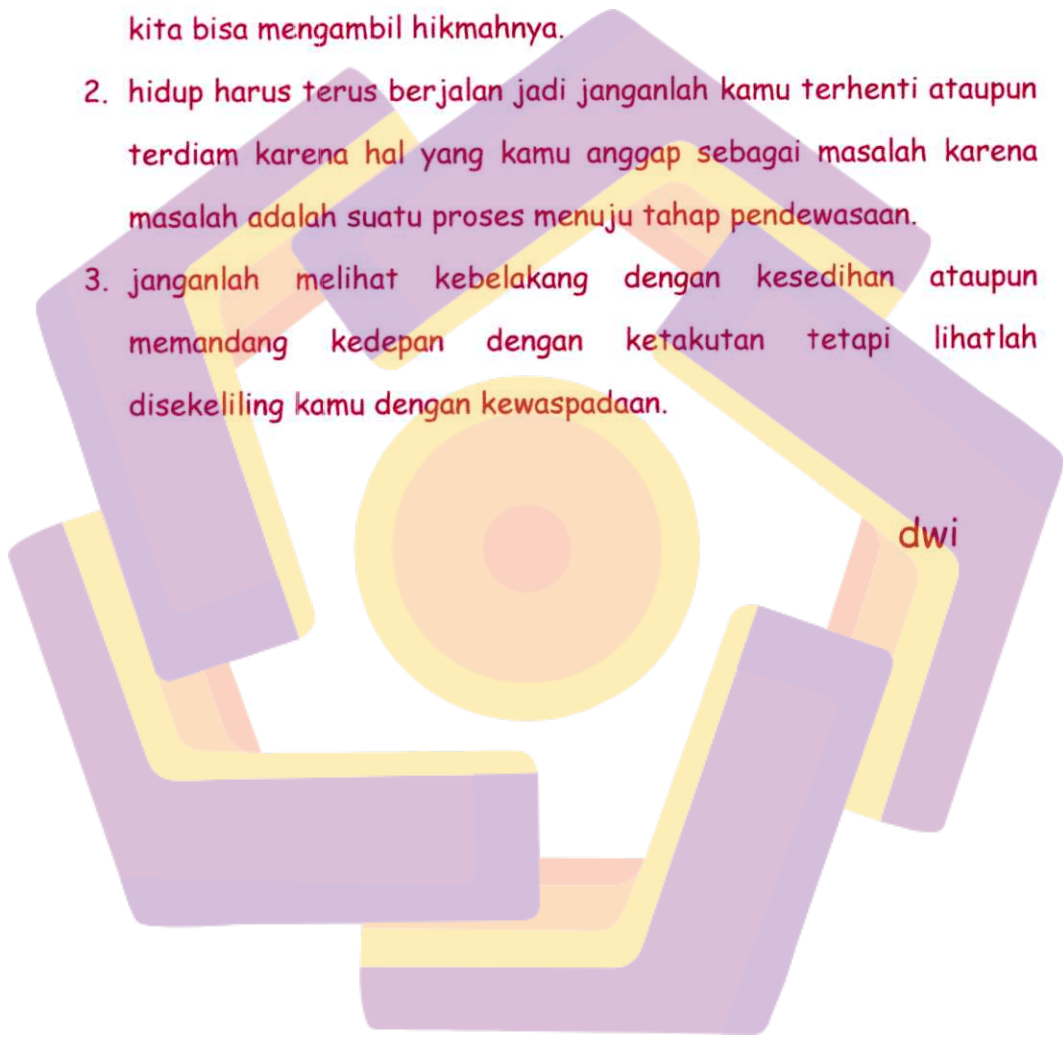 kita bisa mengambil hikmahnya.
2. hidup harus terus berjalan jadi janganlah kamu terhenti ataupun
terdiam karena hal yang kamu anggap sebagai masalah karena
masalah adalah suatu proses menuju tahap pendewasaan.
3. janganlah melihat kebelakang dengan kesedihan ataupun
memandang kedepan dengan ketakutan tetapi lihatlah
disekeliling kamu dengan kewaspadaan.
dwi